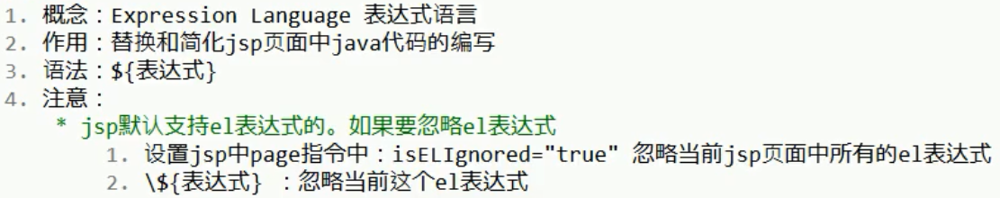 1. 概念：Expression Language 表达式语言
2. 作用：替换和简化jsp页面中java代码的编写
3. 语法：${表达式}
4. 注意：
* jsp默认支持el表达式的。如果要忽略el表达式
1. 设置jsp中page指令中：isELIgnored="true" 忽略当前jsp页面中所有的el表达式
2. \${表达式} ：忽略当前这个el表达式